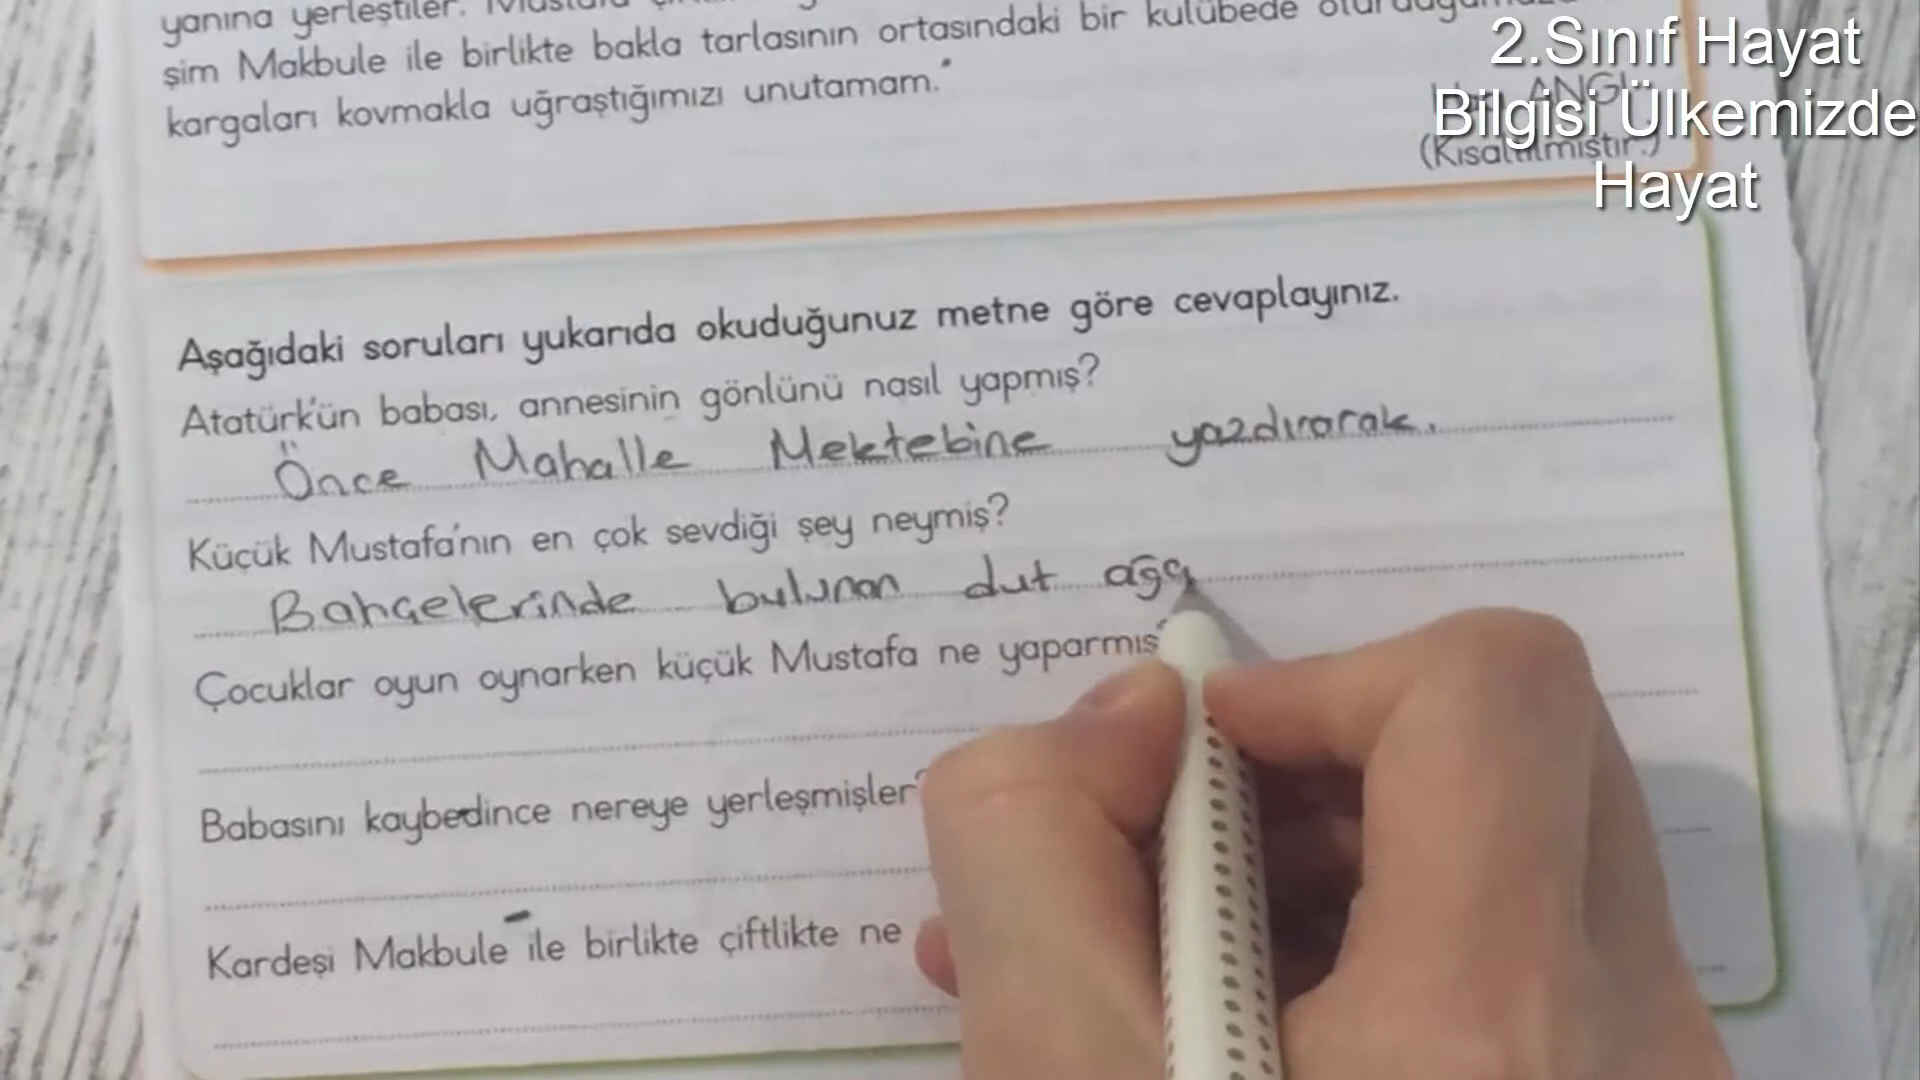 yanına yerleştiler.
2.Sınıf Hayat
Bilgisi Ülkemizde
Hayat
şim Makbule ile birlikte bakla tarlasının ortasındaki bir kulübede
kargaları kovmakla uğraştığımızı unutamam."
ANGI
(Kısaltılmıştır.)
Aşağıdaki soruları yukarıda okuduğunuz metne göre cevaplayınız.
Atatürk'ün babası, annesinin gönlünü nasıl yapmış?
Önce Mahalle Mektebine yazdırarak.
Küçük Mustafa'nın en çok sevdiği şey neymiş?
Bahçelerinde bulunan dut
Çocuklar oyun oynarken küçük Mustafa ne yaparmış
Babasını kaybedince nereye yerleşmişler?
Kardeşi Makbule ile birlikte çiftlikte ne